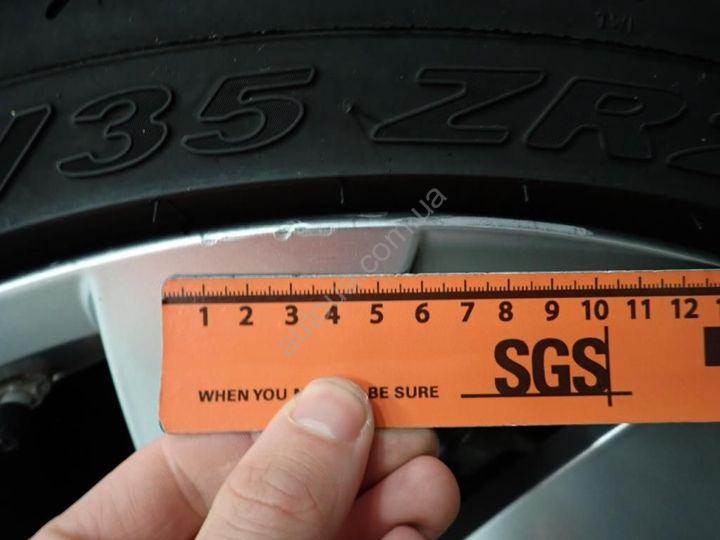 /35 ZR
1 2 3 4 5 6 7 8 9 10 11 12
SGS
WHEN YOU BE SURE